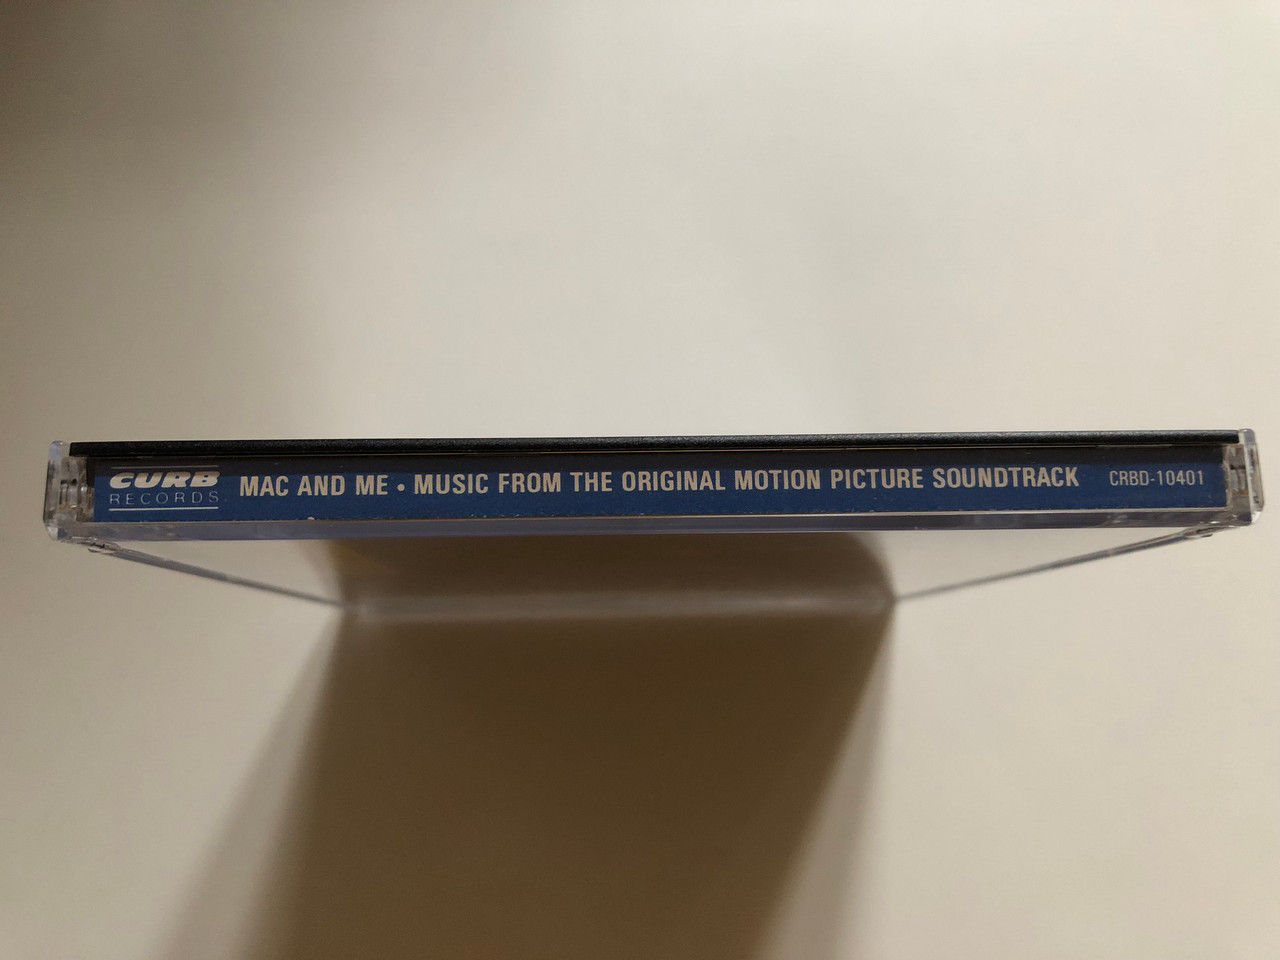 CURB
RECORDS
MAC AND ME • MUSIC FROM THE ORIGINAL MOTION PICTURE SOUNDTRACK
CRBD-10401